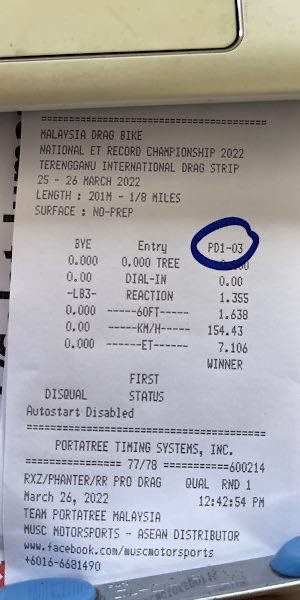 ==========================================
MALAYSIA DRAG BIKE
NATIONAL ET RECORD CHAMPIONSHIP 2022
TERENGGANU INTERNATIONAL DRAG STRIP
25 - 26 MARCH 2022
LENGTH : 201M - 1/8 MILES
SURFACE : NO-PREP
BYE Entry PD1-03
0.000 0.000 TREE
0.00 DIAL-IN 0.00
-LB3- REACTION 1.355
0.000 -----60FT----- 1.638
0.00 -----KM/H----- 154.43
0.000 ------ET------ 7.106
WINNER
FIRST
DISQUAL STATUS
Autostart Disabled
==========================================
PORTATREE TIMING SYSTEMS, INC.
================ 77/78 ===========600214
RXZ/PHANTER/RR PRO DRAG QUAL RND 1
March 26, 2022 12:42:54 PM
TEAM PORTATREE MALAYSIA
MUSC MOTORSPORTS - ASEAN DISTRIBUTOR
www.facebook.com/muscmotorsports
+6016-6681490